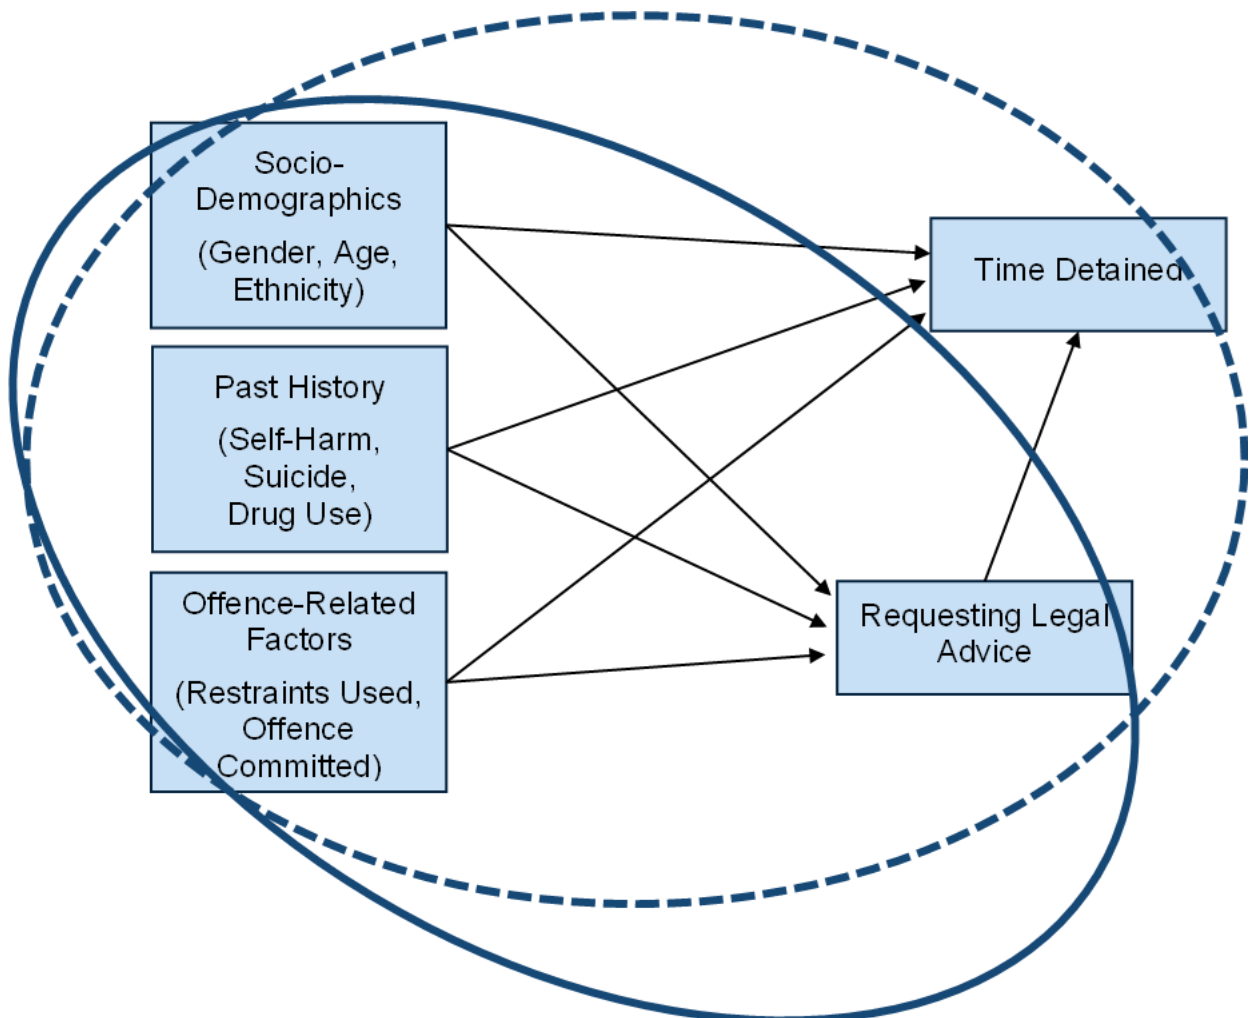 Socio-
Demographics
(Gender, Age,
Ethnicity)
Past History
(Self-Harm,
Suicide,
Drug Use)
Offence-Related
Factors
(Restraints Used,
Offence
Committed)
Time Detained
Requesting Legal
Advice